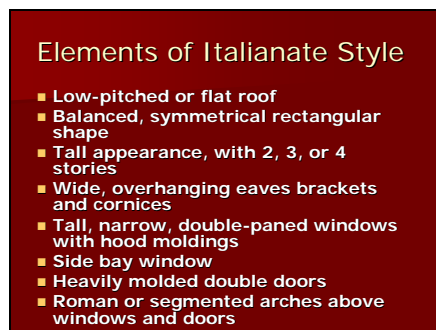 Elements of Italianate Style
Low-pitched or flat roof
Balanced, symmetrical rectangular
shape
Tall appearance, with 2, 3, or 4
stories
Wide, overhanging eaves brackets
and cornices
Tall, narrow, double-paned windows
with hood moldings
Side bay window
Heavily molded double doors
Roman or segmented arches above
windows and doors